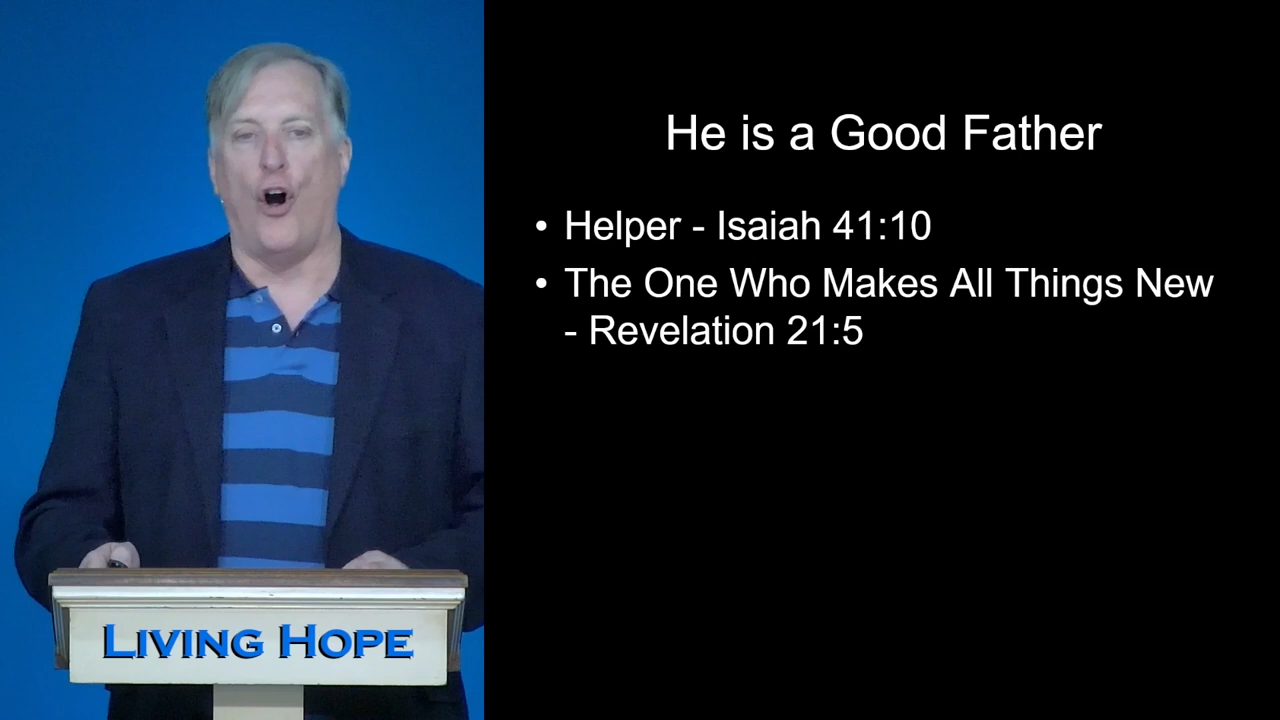 He is a Good Father
• Helper - Isaiah 41:10
• The One Who Makes All Things New
- Revelation 21:5
LIVING HOPE